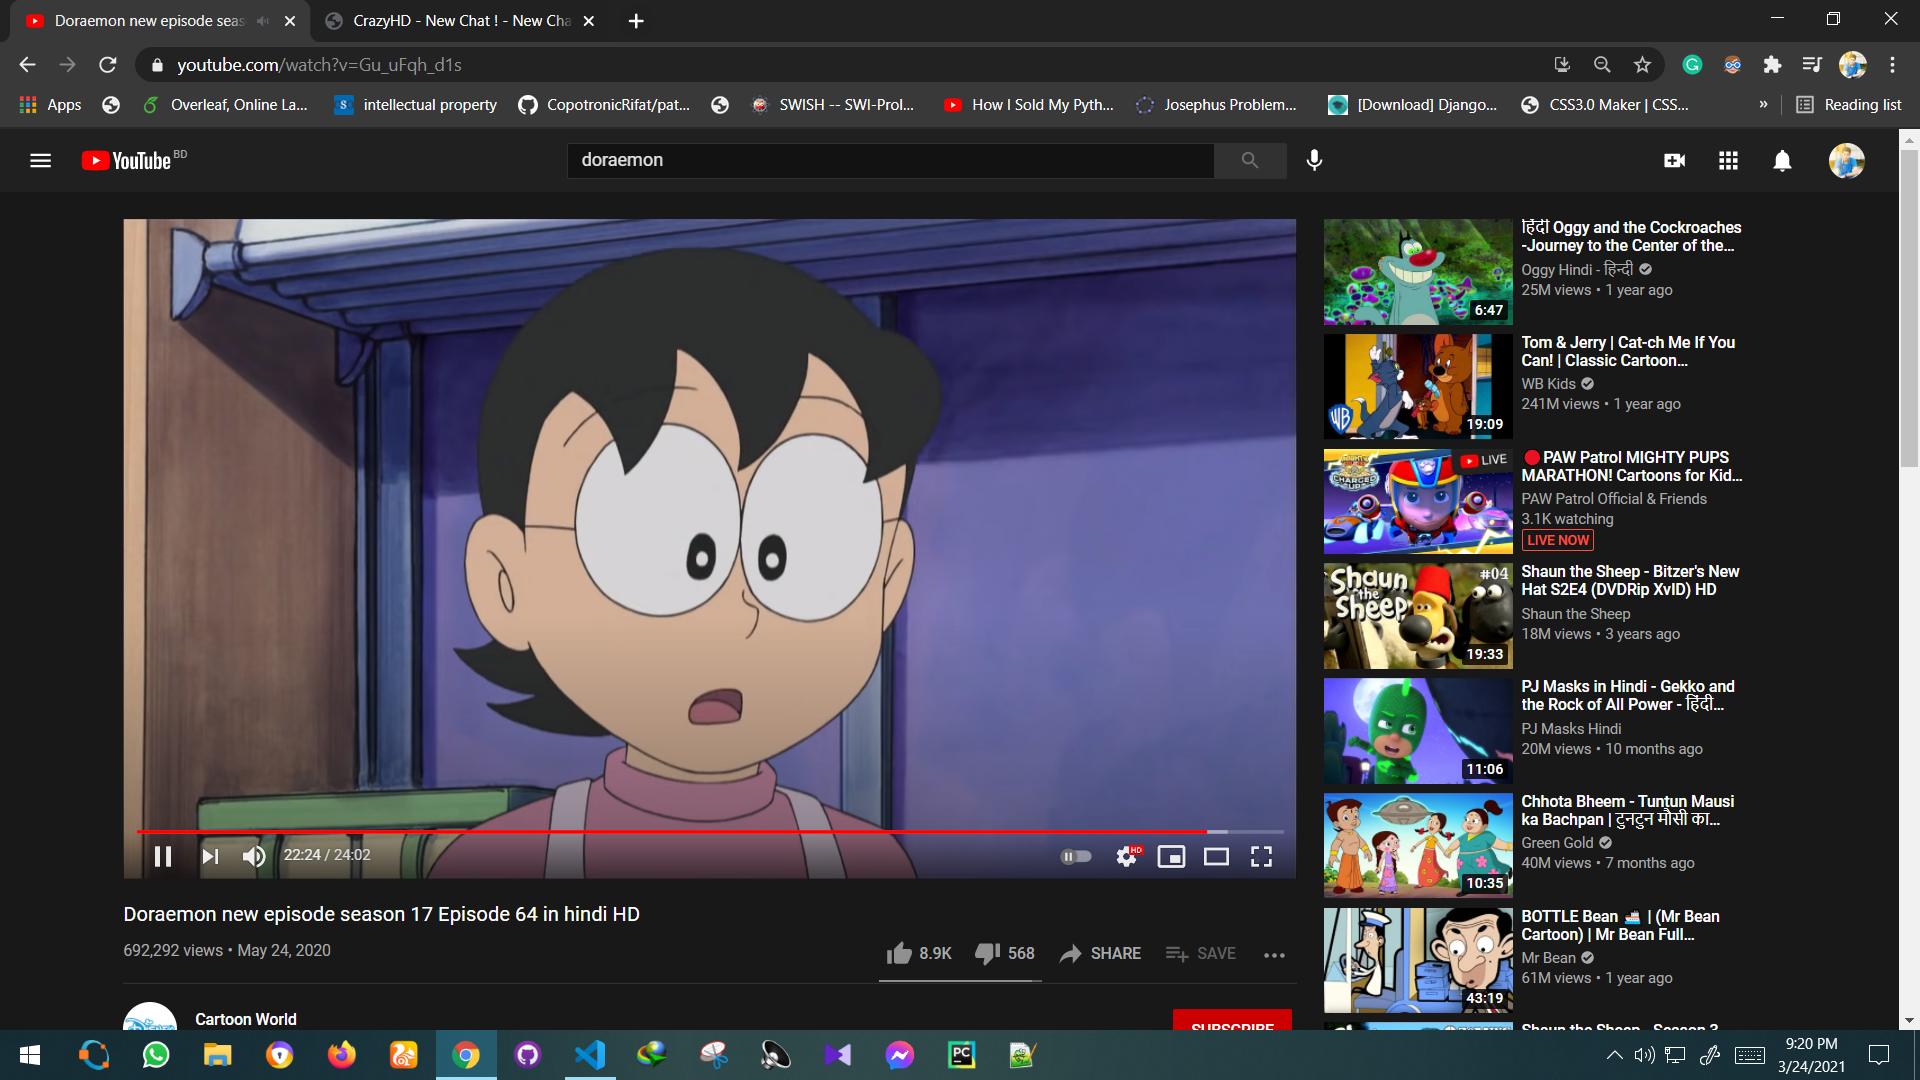 Doraemon new episode seas
CrazyHD - New Chat ! - New Cha
youtube.com/watch?v=Gu_uFqh_d1s
Apps
Overleaf, Online La...
intellectual property
CopotronicRifat/pat...
SWISH -- SWI-Prol...
How I Sold My Pyth...
Josephus Problem...
[Download] Django...
CSS3.0 Maker | CSS...
»
Reading list
YouTube BD
doraemon
22:24 / 24:02
HD
Doraemon new episode season 17 Episode 64 in hindi HD
692,292 views • May 24, 2020
8.9K
568
SHARE
SAVE
Cartoon World
SUBSCRIBE
6:47
हिंदी Oggy and the Cockroaches
-Journey to the Center of the...
Oggy Hindi - हिन्दी
25M views • 1 year ago
WB
19:09
Tom & Jerry | Cat-ch Me If You
Can! | Classic Cartoon...
WB Kids
241M views • 1 year ago
CHARGED UP
LIVE
PAW Patrol MIGHTY PUPS
MARATHON! Cartoons for Kid...
PAW Patrol Official & Friends
3.1K watching
LIVE NOW
Shaun the Sheep
#04
19:33
Shaun the Sheep - Bitzer's New
Hat S2E4 (DVDRip XvID) HD
Shaun the Sheep
18M views • 3 years ago
11:06
PJ Masks in Hindi - Gekko and
the Rock of All Power - हिंदी...
PJ Masks Hindi
20M views • 10 months ago
10:35
Chhota Bheem - Tuntun Mausi
ka Bachpan | टुनटुन मौसी का...
Green Gold
40M views • 7 months ago
43:19
BOTTLE Bean 🚢 | (Mr Bean
Cartoon) | Mr Bean Full...
Mr Bean
61M views • 1 year ago
Shaun the Sheep - Season 3
PC
9:20 PM
3/24/2021